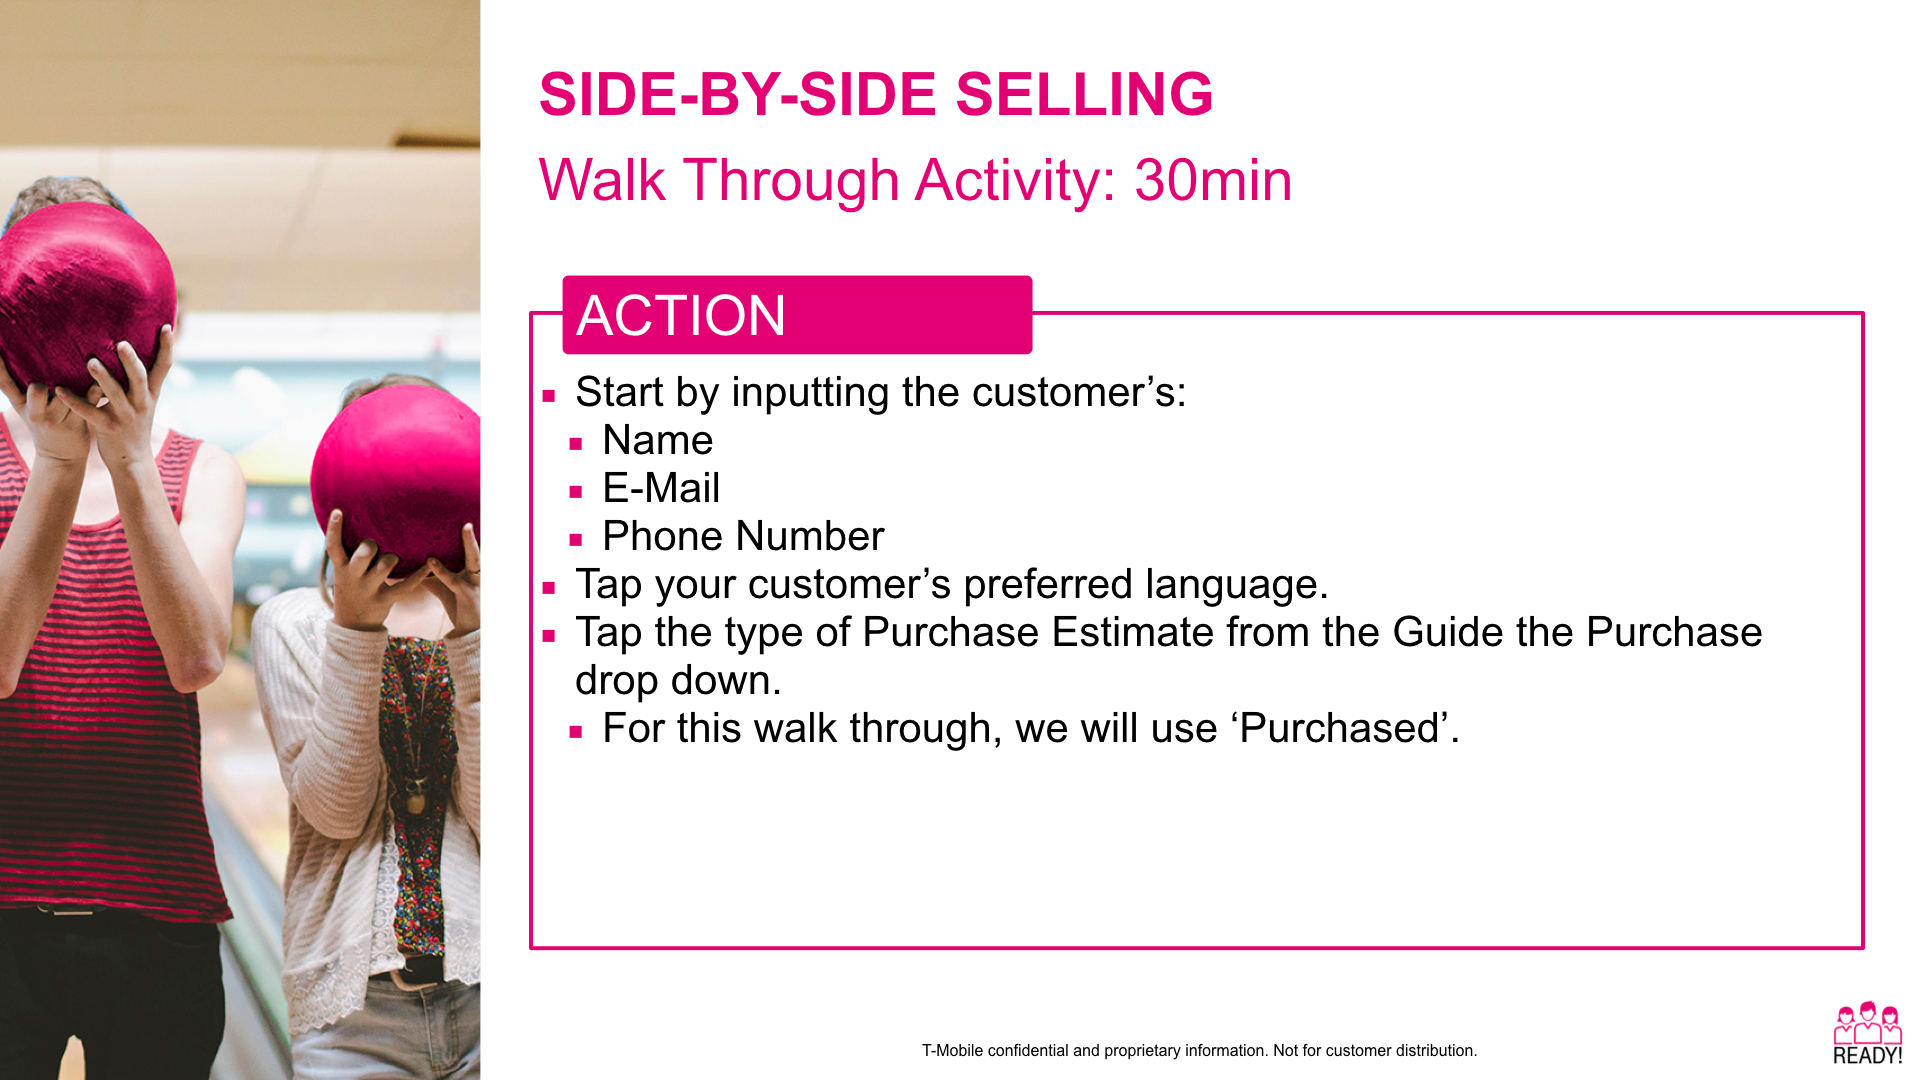 SIDE-BY-SIDE SELLING
Walk Through Activity: 30min
ACTION
Start by inputting the customer’s:
Name
E-Mail
Phone Number
Tap your customer’s preferred language.
Tap the type of Purchase Estimate from the Guide the Purchase
drop down.
For this walk through, we will use ‘Purchased’.
T-Mobile confidential and proprietary information. Not for customer distribution.
READY!